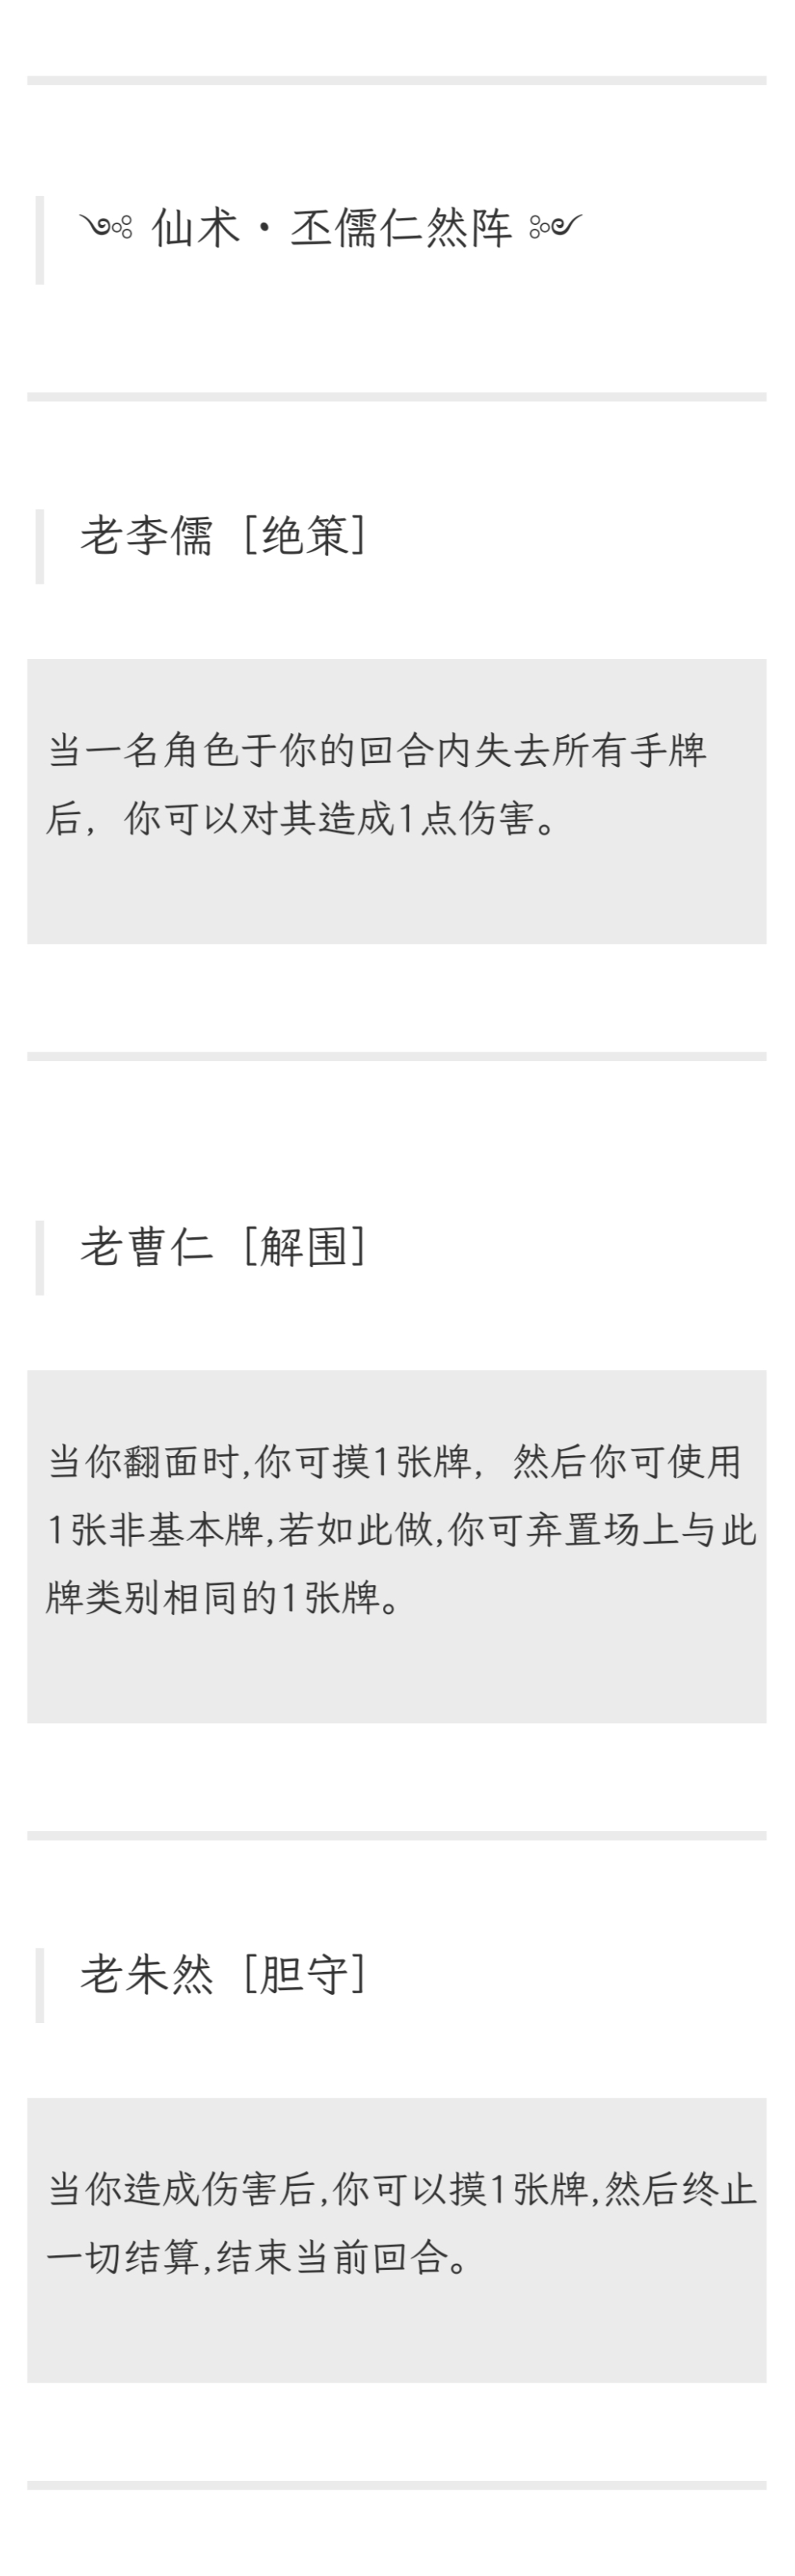 ༄༅ 仙术·丕儒仁然阵 ༅༄
老李儒 [绝策]
当一名角色于你的回合内失去所有手牌
后，你可以对其造成1点伤害。
老曹仁 [解围]
当你翻面时,你可摸1张牌，然后你可使用
1张非基本牌,若如此做,你可弃置场上与此
牌类别相同的1张牌。
老朱然 [胆守]
当你造成伤害后,你可以摸1张牌,然后终止
一切结算,结束当前回合。